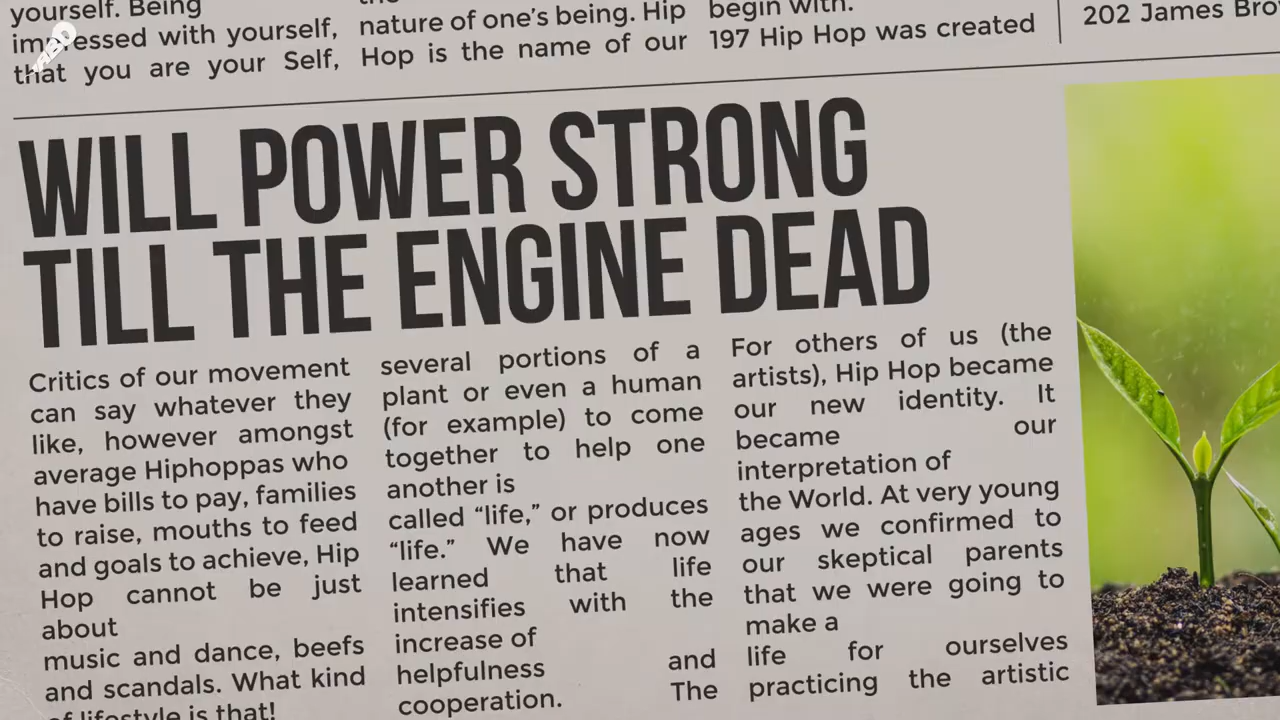 yourself. Being
impressed with yourself,
that you are your Self,
nature of one's being. Hip
Hop is the name of our
begin with.
197 Hip Hop was created
202 James Brow
WILL POWER STRONG
TILL THE ENGINE DEAD
Critics of our movement
can say whatever they
like, however amongst
average Hiphoppas who
have bills to pay, families
to raise, mouths to feed
and goals to achieve, Hip
Hop cannot be just
about
music and dance, beefs
and scandals. What kind
of lifestyle is that!
several portions of a
plant or even a human
(for example) to come
together to help one
another is
called “life,” or produces
“life.” We have now
learned that life
intensifies with the
increase of
helpfulness and
cooperation. The
For others of us (the
artists), Hip Hop became
our new identity. It
became our
interpretation of
the World. At very young
ages we confirmed to
our skeptical parents
that we were going to
make a
life for ourselves
practicing the artistic